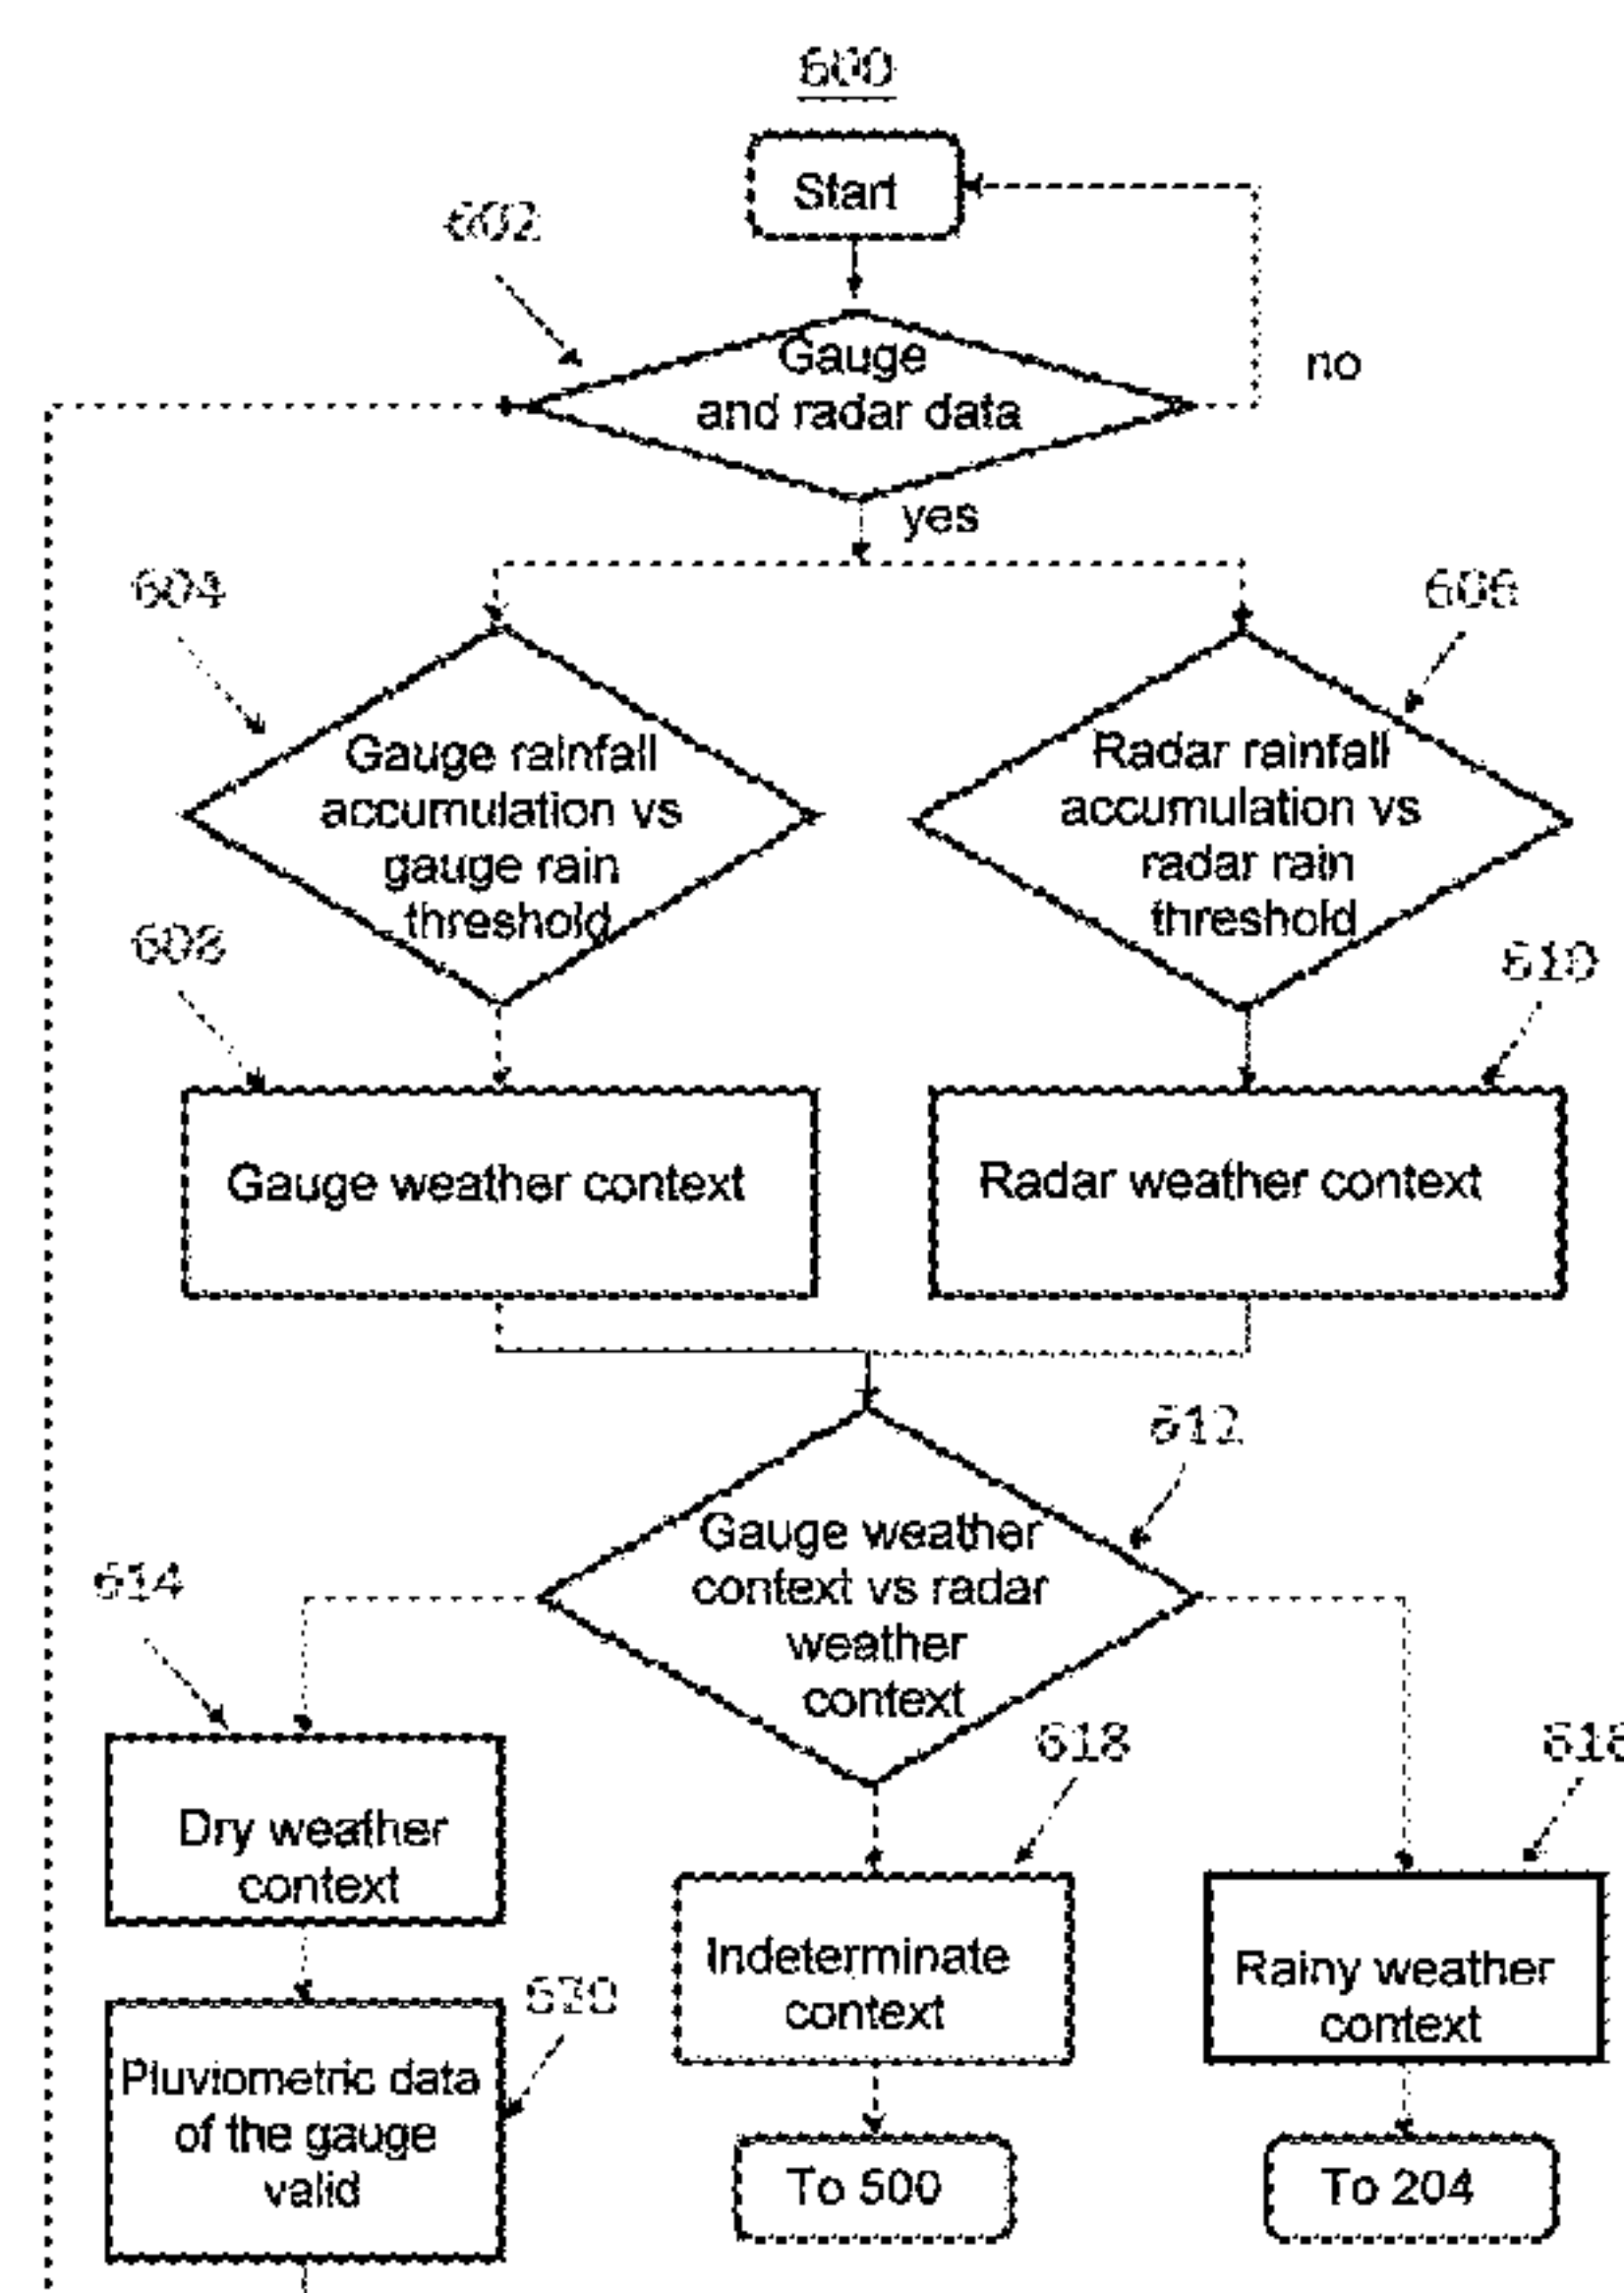 600
Start
602
Gauge
and radar data
no
yes
604
606
Gauge rainfall
accumulation vs
gauge rain
threshold
Radar rainfall
accumulation vs
radar rain
threshold
608
610
Gauge weather context
Radar weather context
612
Gauge weather
context vs radar
weather
context
614
618
616
Dry weather
context
Indeterminate
context
Rainy weather
context
620
Pluviometric data
of the gauge
valid
To 500
To 204